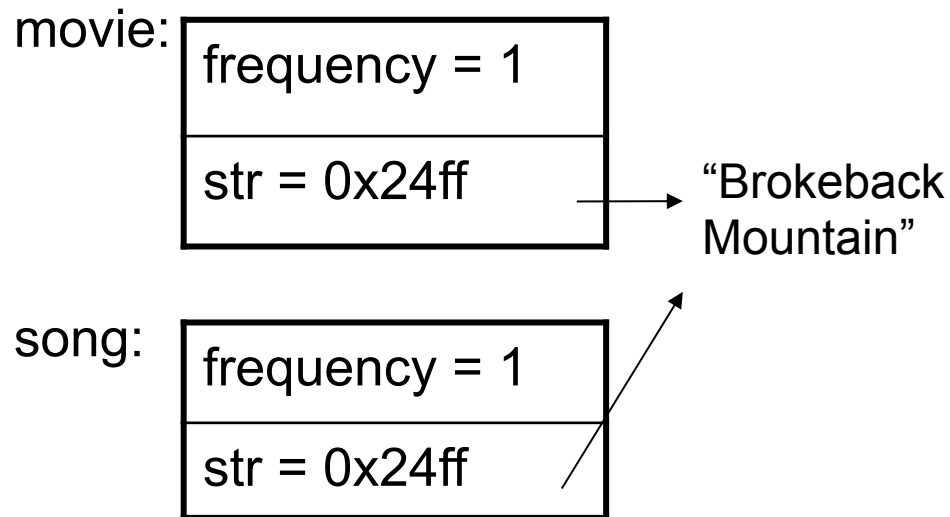 movie:
frequency = 1
str = 0x24ff
“Brokeback
Mountain”
song:
frequency = 1
str = 0x24ff